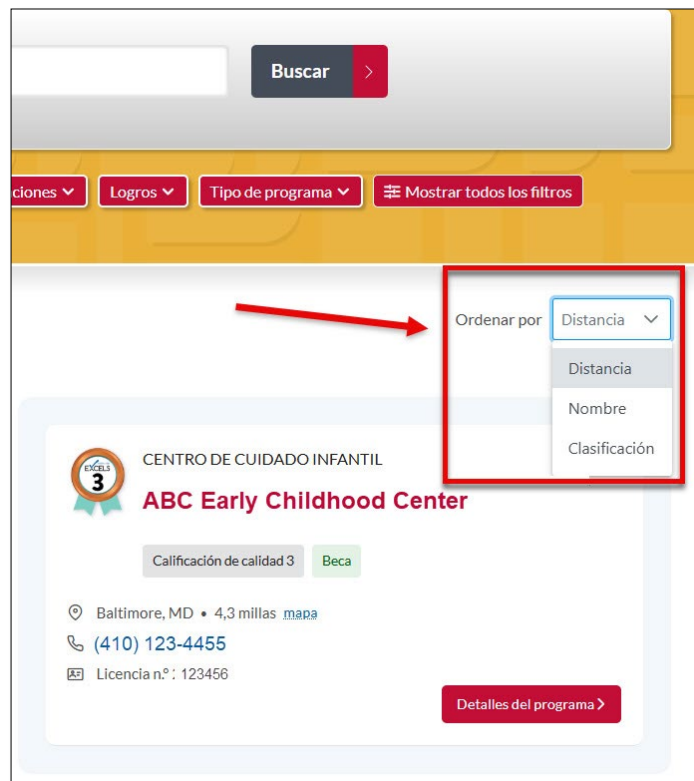 Buscar
ciones
Logros
Tipo de programa
Mostrar todos los filtros
Ordenar por
Distancia
Distancia
Nombre
Clasificación
EXCELS
3
CENTRO DE CUIDADO INFANTIL
ABC Early Childhood Center
Calificación de calidad 3
Beca
Baltimore, MD • 4,3 millas mapa
(410) 123-4455
Licencia n.º : 123456
Detalles del programa